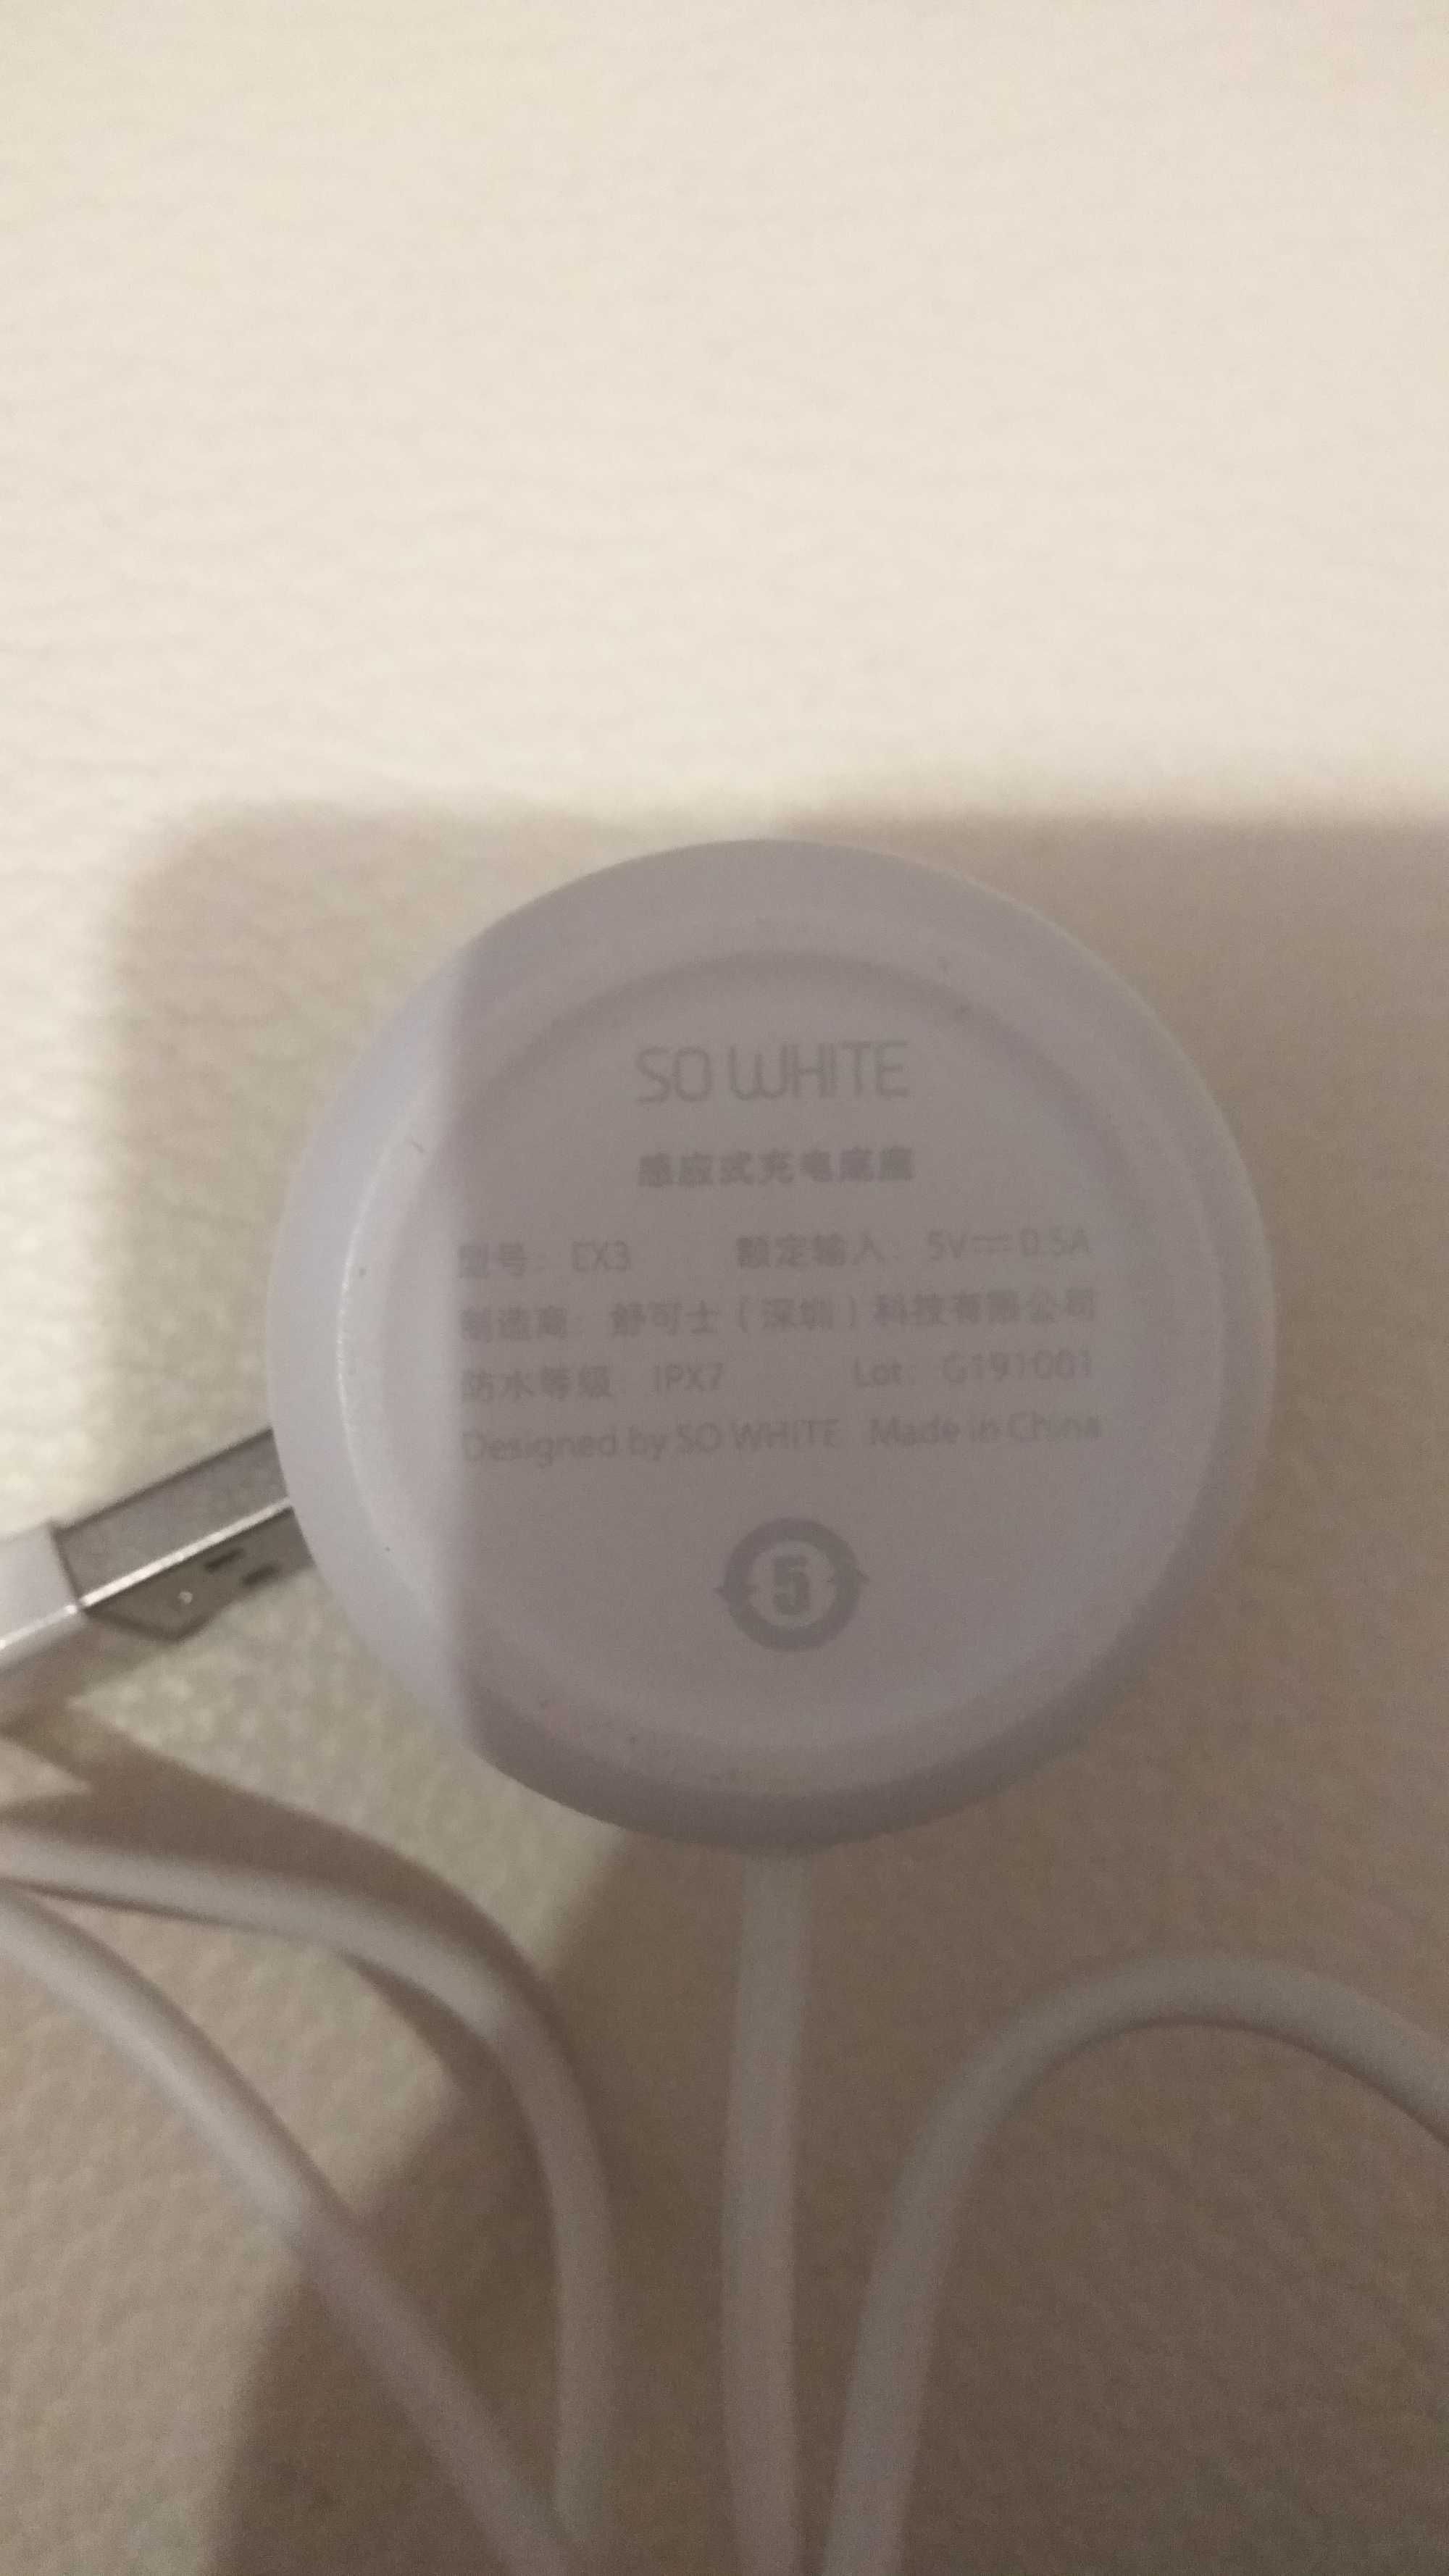 SO WHITE
感应式充电底座
型号：EX3 额定输入：5V⎓0.5A
制造商：舒可士（深圳）科技有限公司
防水等级：IPX7 Lot：G191001
Designed by SO WHITE Made in China
5